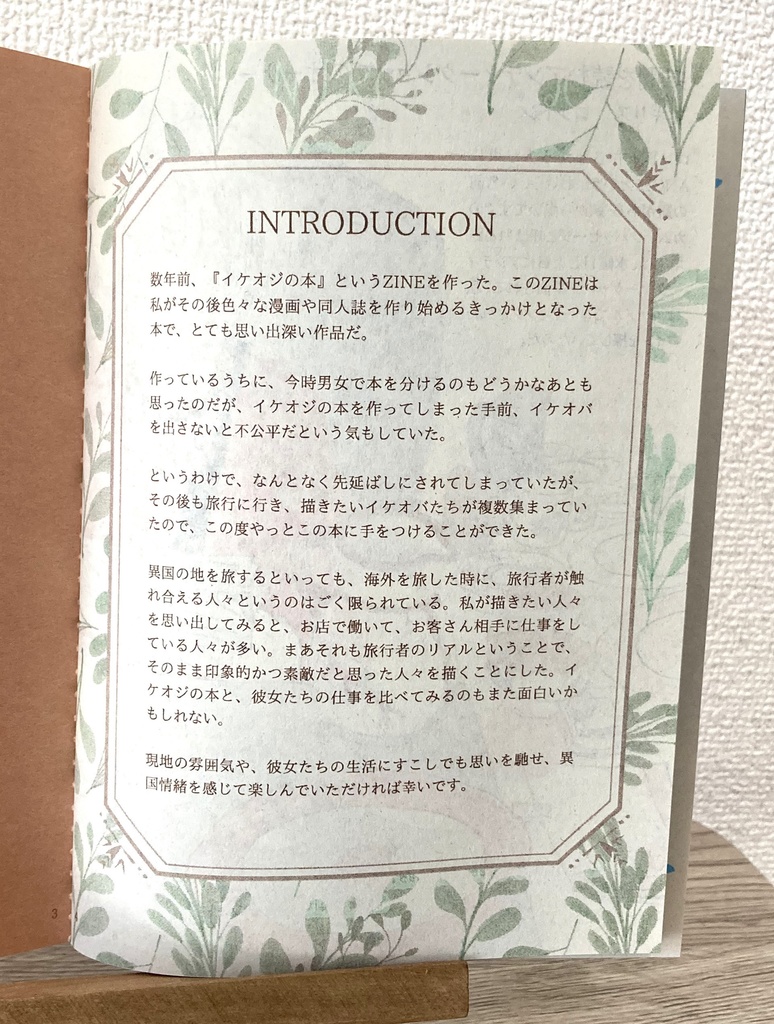 INTRODUCTION
数年前、『イケオジの本』というZINEを作った。このZINEは
私がその後色々な漫画や同人誌を作り始めるきっかけとなった
本で、とても思い出深い作品だ。
作っているうちに、今時男女で本を分けるのもどうかなあとも
思ったのだが、イケオジの本を作ってしまった手前、イケオバ
を出さないと不公平だという気もしていた。
というわけで、なんとなく先延ばしにされてしまっていたが、
その後も旅行に行き、描きたいイケオバたちが複数集まってい
たので、この度やっとこの本に手をつけることができた。
異国の地を旅するといっても、海外を旅した時に、旅行者が触
れ合える人々というのはごく限られている。私が描きたい人々
を思い出してみると、お店で働いて、お客さん相手に仕事をし
ている人々が多い。まあそれも旅行者のリアルということで、
そのまま印象的かつ素敵だと思った人々を描くことにした。イ
ケオジの本と、彼女たちの仕事を比べてみるのもまた面白いか
もしれない。
現地の雰囲気や、彼女たちの生活にすこしでも思いを馳せ、異
国情緒を感じて楽しんでいただければ幸いです。
3